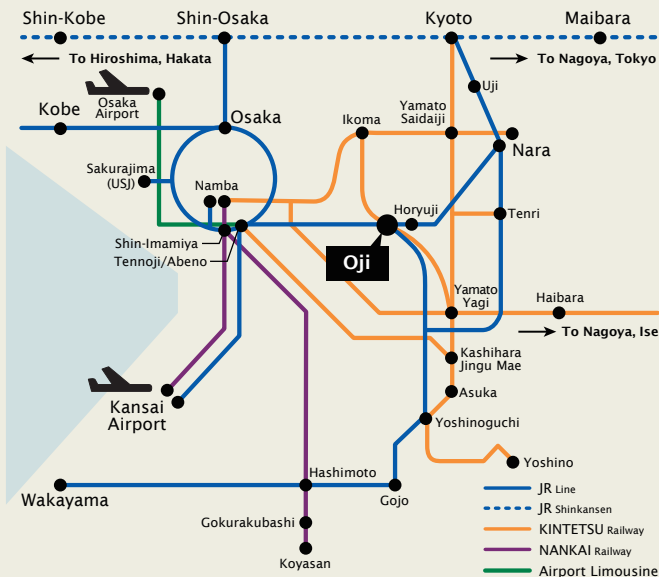 Shin-Kobe
Shin-Osaka
Kyoto
Maibara
To Hiroshima, Hakata
To Nagoya, Tokyo
Osaka
Airport
Uji
Kobe
Osaka
Ikoma
Yamato
Saidaiji
Nara
Sakurajima
(USJ)
Namba
Horyuji
Tenri
Shin-Imamiya
Tennoji/Abeno
Oji
Yamato
Yagi
Haibara
To Nagoya, Ise
Kashihara
Jingu Mae
Asuka
Kansai
Airport
Yoshinoguchi
Yoshino
Hashimoto
Wakayama
Gojo
Gokurakubashi
Koyasan
JR Line
JR Shinkansen
KINTETSU Railway
NANKAI Railway
Airport Limousine